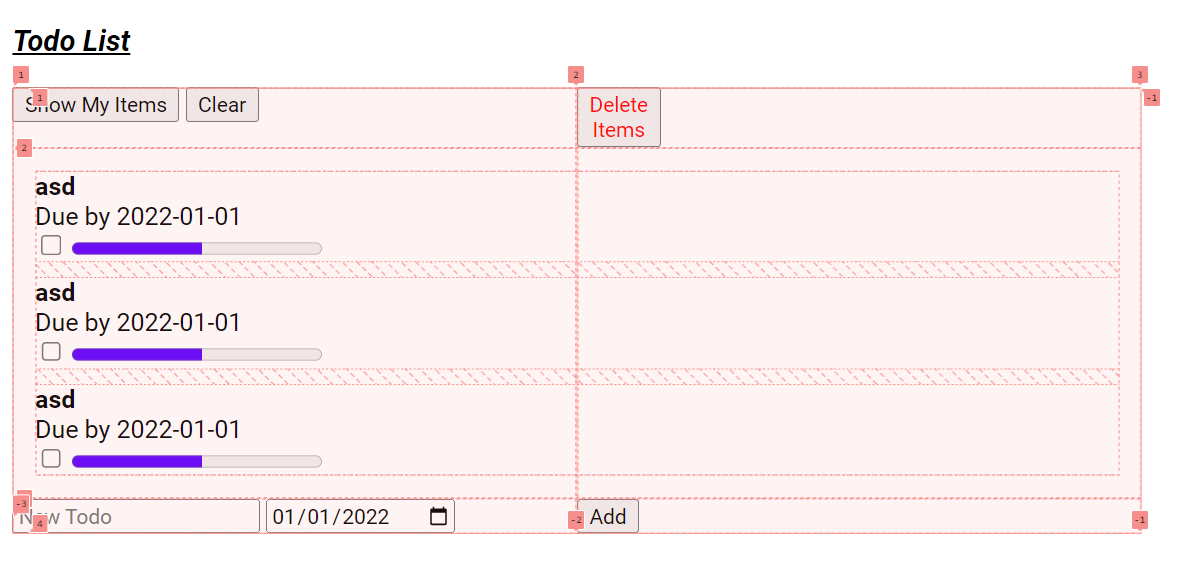 Todo List
1 2 3
1 -1
Show My Items Clear Delete
Items
2
asd
Due by 2022-01-01
asd
Due by 2022-01-01
asd
Due by 2022-01-01
-3
New Todo 01/01/2022 Add
4 -2 -1